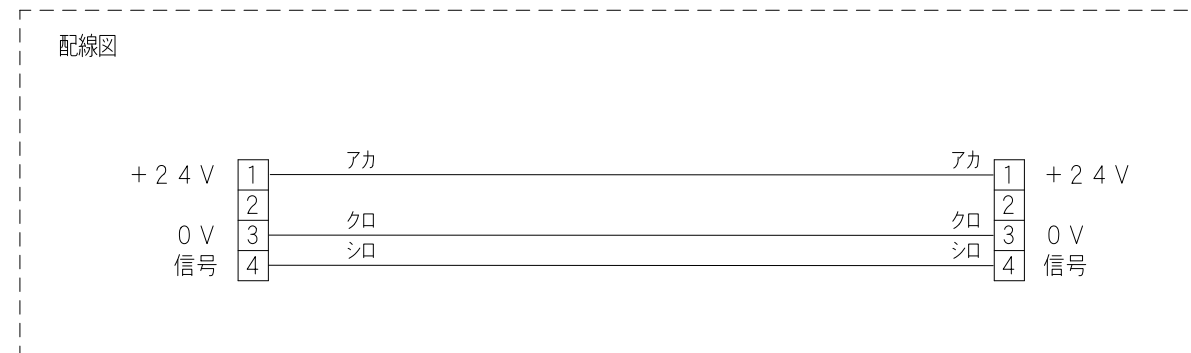 配線図
アカ アカ
+24V 1 1 +24V
2 2
クロ クロ
0V 3 3 0V
シロ シロ
信号 4 4 信号